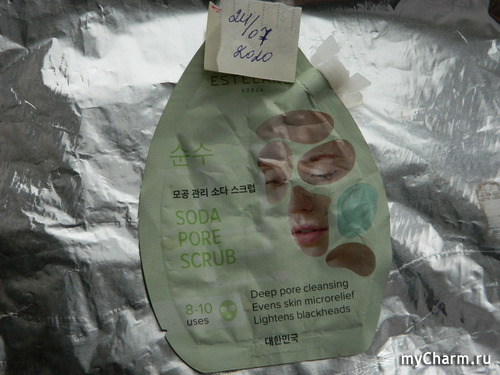 24/
07
2020
KOREA
순수
모공 관리 소다 스크럽
SODA
PORE
SCRUB
8-10
uses
Deep pore cleansing
Evens skin microrelief
Lightens blackheads
대한민국
myCharm.ru